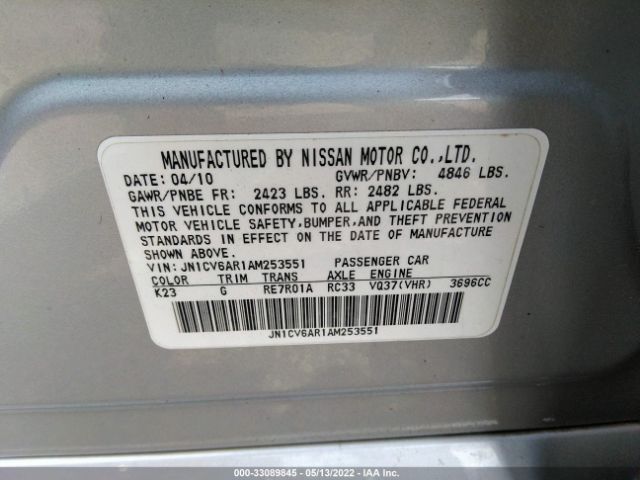 MANUFACTURED BY NISSAN MOTOR CO.,LTD.
DATE: 04/10 GVWR/PNBV: 4846 LBS.
GAWR/PNBE FR: 2423 LBS. RR: 2482 LBS.
THIS VEHICLE CONFORMS TO ALL APPLICABLE FEDERAL
MOTOR VEHICLE SAFETY,BUMPER,AND THEFT PREVENTION
STANDARDS IN EFFECT ON THE DATE OF MANUFACTURE
SHOWN ABOVE.
VIN: JN1CV6AR1AM253551 PASSENGER CAR
COLOR TRIM TRANS AXLE ENGINE
K23 G RE7R01A RC33 VQ37(VHR) 3696CC
JN1CV6AR1AM253551
000-33089845 - 05/13/2022 - IAA Inc.